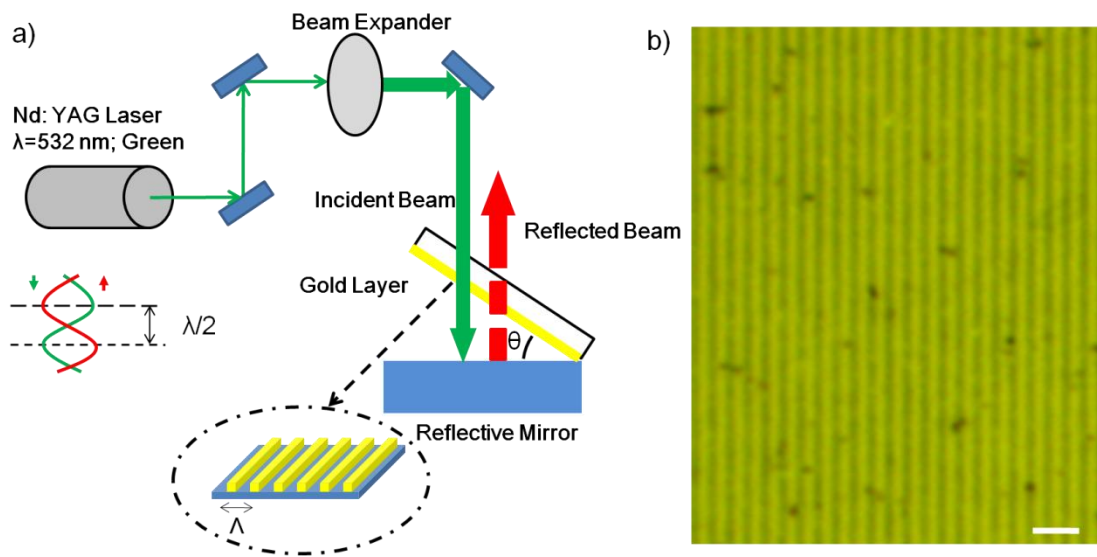 a)
Beam Expander
b)
Nd: YAG Laser
λ=532 nm; Green
Incident Beam
Reflected Beam
Gold Layer
λ/2
θ
Reflective Mirror
Λ